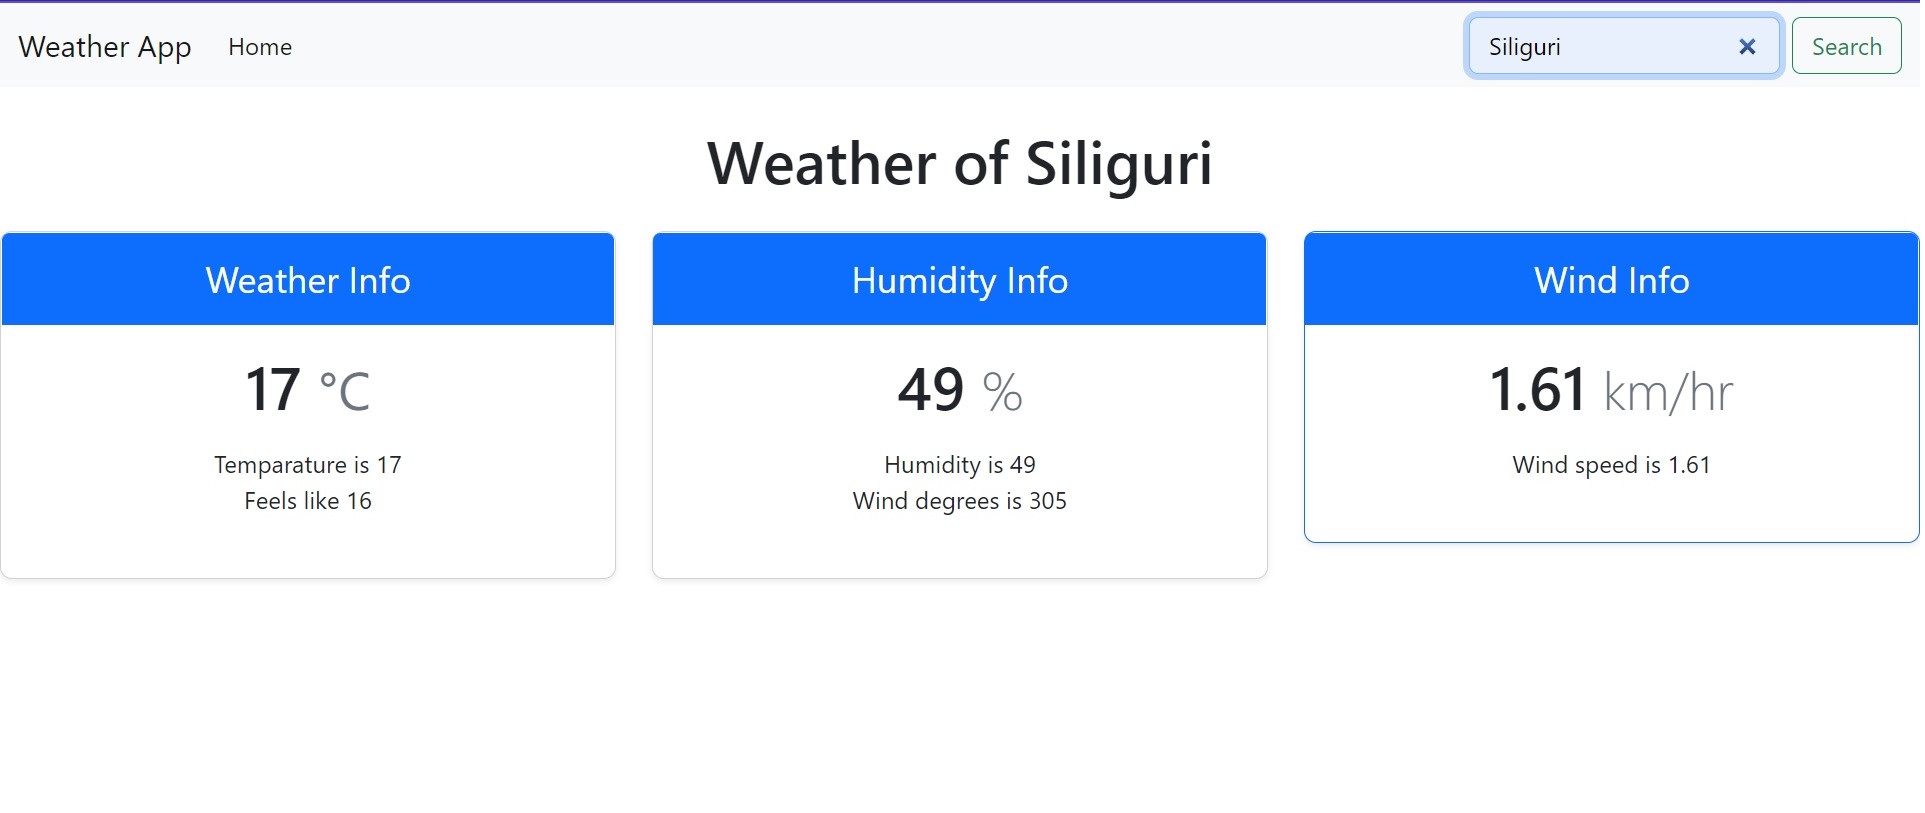 Weather App Home Siliguri × Search
Weather of Siliguri
Weather Info
17 °C
Temparature is 17
Feels like 16
Humidity Info
49 %
Humidity is 49
Wind degrees is 305
Wind Info
1.61 km/hr
Wind speed is 1.61